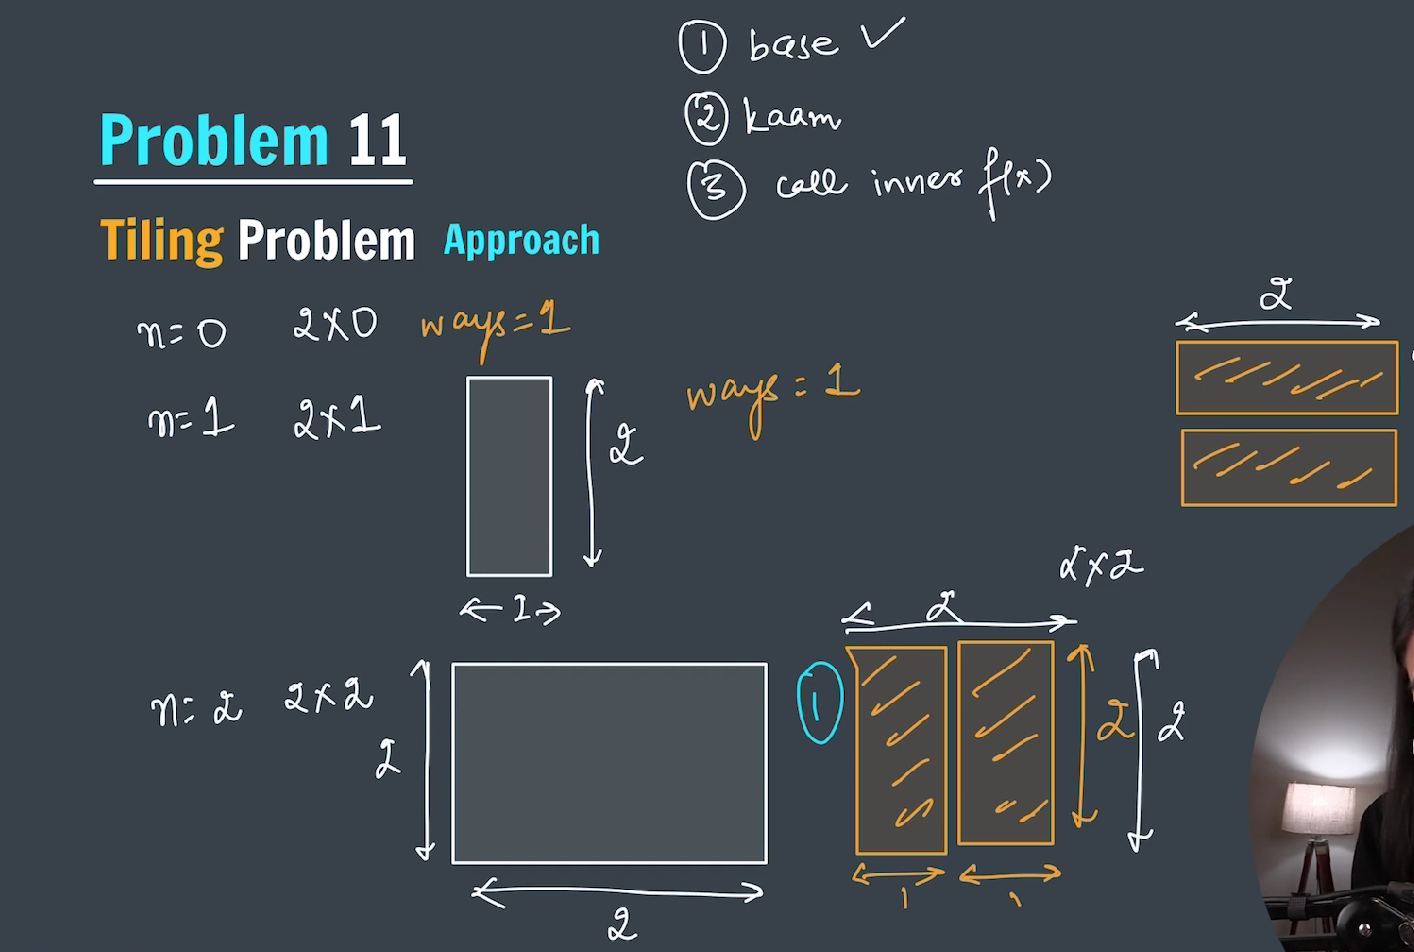 ① base ✓
② kaam
③ call inner f(x)
Problem 11
Tiling Problem Approach
n=0 2x0 ways=1
n=1 2x1 ways=1
2
2
1
n=2 2x2
2
2
2x2
2
①
2
2
1
1
2